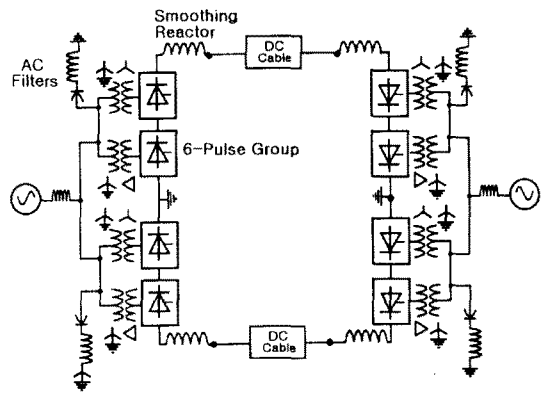 Smoothing
Reactor
DC
Cable
AC
Filters
6-Pulse Group
DC
Cable